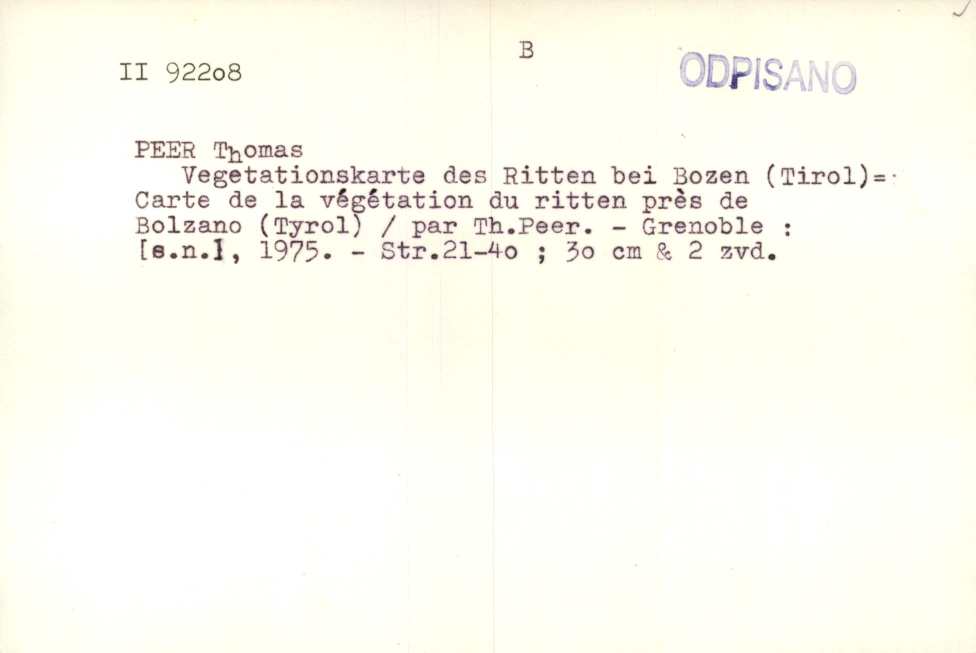 B
II 92208
ODPISANO
PEER Thomas
Vegetationskarte des Ritten bei Bozen (Tirol)=
Carte de la végétation du ritten près de
Bolzano (Tyrol) / par Th.Peer. - Grenoble :
[s.n.], 1975. - Str.21-40 ; 30 cm & 2 zvd.